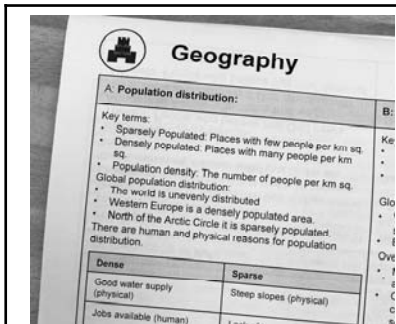 Geography
A: Population distribution:
Key terms:
• Sparsely Populated: Places with few people per km sq.
• Densely populated: Places with many people per km
sq.
• Population density: The number of people per km sq.
Global population distribution:
• The world is unevenly distributed
• Western Europe is a densely populated area.
• North of the Arctic Circle it is sparsely populated.
There are human and physical reasons for population
distribution.
Dense
Sparse
Good water supply
(physical)
Steep slopes (physical)
Jobs available (human)
B: